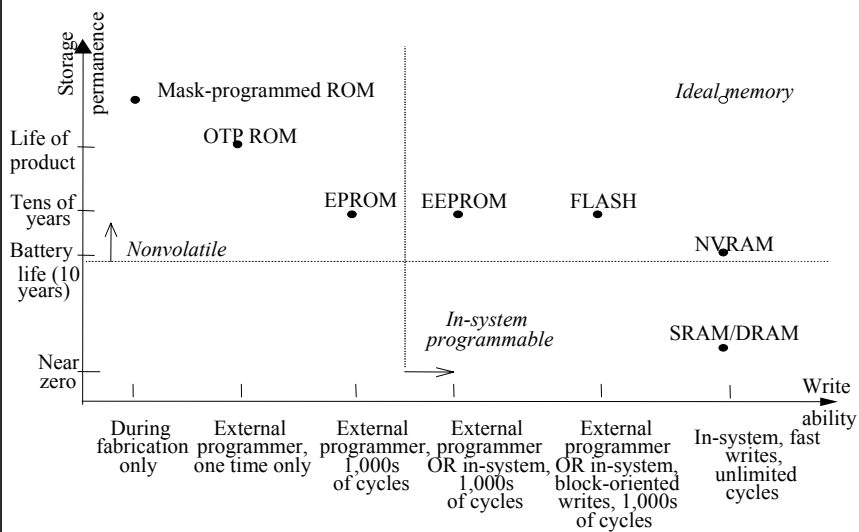 Storage
permanence
Mask-programmed ROM
Ideal memory
OTP ROM
Life of
product
EPROM
EEPROM
FLASH
Tens of
years
NVRAM
Nonvolatile
Battery
life (10
years)
In-system
programmable
SRAM/DRAM
Near
zero
Write
ability
During
fabrication
only
External
programmer,
one time only
External
programmer,
1,000s
of cycles
External
programmer
OR in-system,
1,000s
of cycles
External
programmer
OR in-system,
block-oriented
writes, 1,000s
of cycles
In-system, fast
writes,
unlimited
cycles